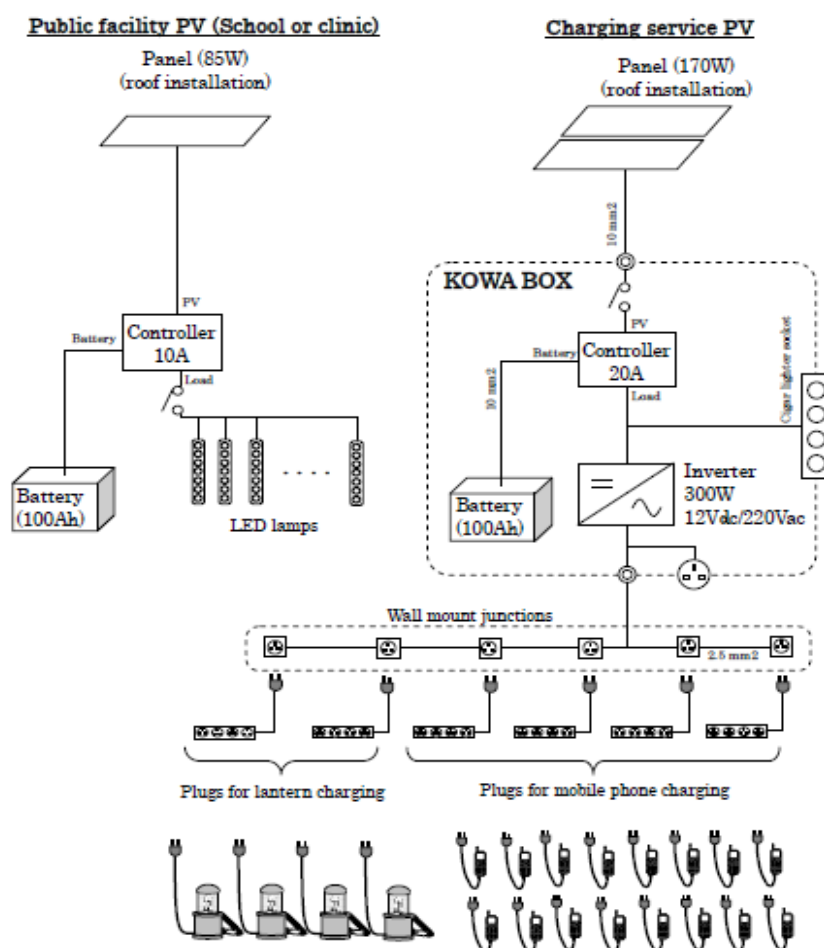 Public facility PV (School or clinic)
Panel (85W)
(roof installation)
PV
Battery
Controller
10A
Load
Battery
(100Ah)
LED lamps
Charging service PV
Panel (170W)
(roof installation)
10 mm2
KOWA BOX
PV
Battery
Controller
20A
10 mm2
Load
Cigar lighter socket
Battery
(100Ah)
Inverter
300W
12Vdc/220Vac
Wall mount junctions
2.5 mm2
Plugs for lantern charging
Plugs for mobile phone charging